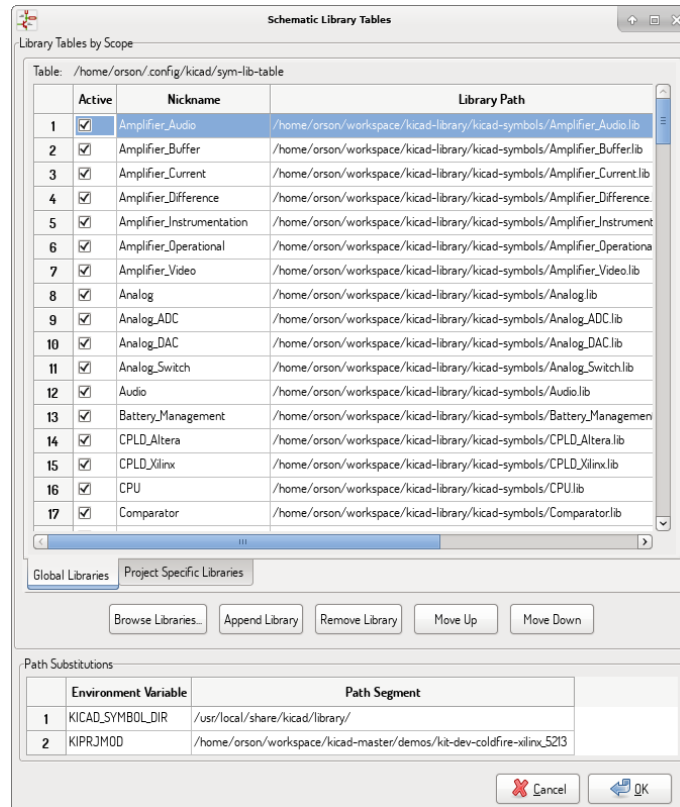 Schematic Library Tables
Library Tables by Scope
Table: /home/orson/.config/kicad/sym-lib-table
Active Nickname Library Path
1 Amplifier_Audio /home/orson/workspace/kicad-library/kicad-symbols/Amplifier_Audio.lib
2 Amplifier_Buffer /home/orson/workspace/kicad-library/kicad-symbols/Amplifier_Buffer.lib
3 Amplifier_Current /home/orson/workspace/kicad-library/kicad-symbols/Amplifier_Current.lib
4 Amplifier_Difference /home/orson/workspace/kicad-library/kicad-symbols/Amplifier_Difference.
5 Amplifier_Instrumentation /home/orson/workspace/kicad-library/kicad-symbols/Amplifier_Instrument
6 Amplifier_Operational /home/orson/workspace/kicad-library/kicad-symbols/Amplifier_Operationa
7 Amplifier_Video /home/orson/workspace/kicad-library/kicad-symbols/Amplifier_Video.lib
8 Analog /home/orson/workspace/kicad-library/kicad-symbols/Analog.lib
9 Analog_ADC /home/orson/workspace/kicad-library/kicad-symbols/Analog_ADC.lib
10 Analog_DAC /home/orson/workspace/kicad-library/kicad-symbols/Analog_DAC.lib
11 Analog_Switch /home/orson/workspace/kicad-library/kicad-symbols/Analog_Switch.lib
12 Audio /home/orson/workspace/kicad-library/kicad-symbols/Audio.lib
13 Battery_Management /home/orson/workspace/kicad-library/kicad-symbols/Battery_Managemen
14 CPLD_Altera /home/orson/workspace/kicad-library/kicad-symbols/CPLD_Altera.lib
15 CPLD_Xilinx /home/orson/workspace/kicad-library/kicad-symbols/CPLD_Xilinx.lib
16 CPU /home/orson/workspace/kicad-library/kicad-symbols/CPU.lib
17 Comparator /home/orson/workspace/kicad-library/kicad-symbols/Comparator.lib
Global Libraries Project Specific Libraries
Browse Libraries... Append Library Remove Library Move Up Move Down
Path Substitutions
Environment Variable Path Segment
1 KICAD_SYMBOL_DIR /usr/local/share/kicad/library/
2 KIPRJMOD /home/orson/workspace/kicad-master/demos/kit-dev-coldfire-xilinx_5213
Cancel OK